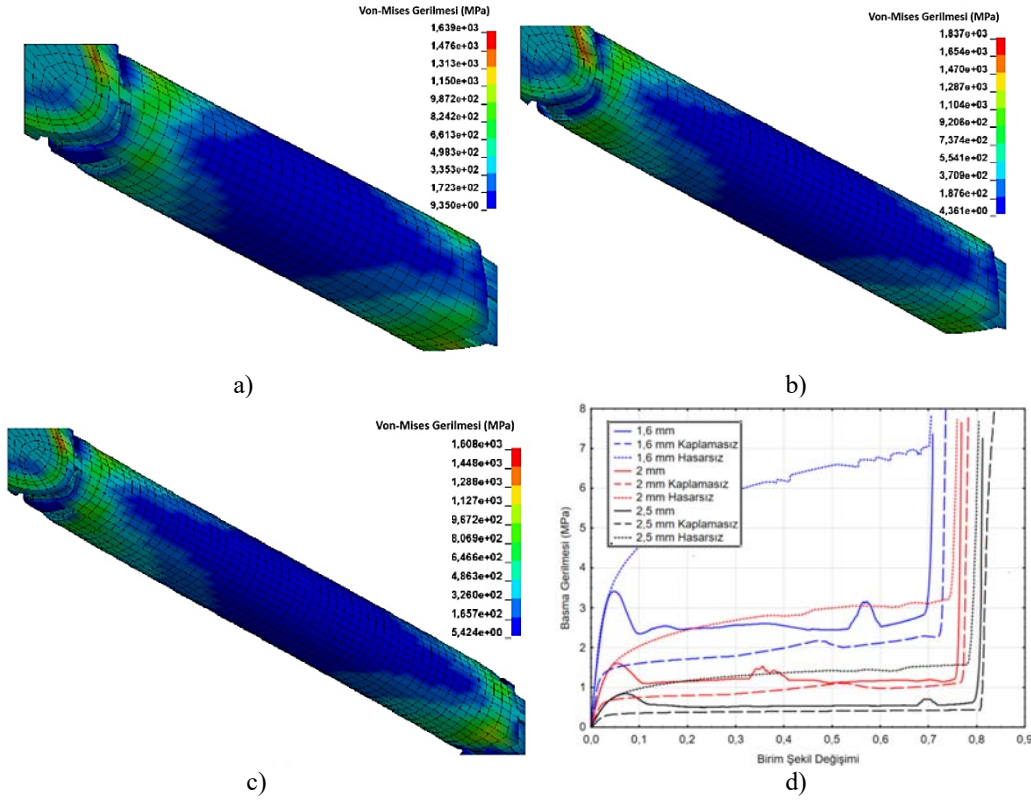 Von-Mises Gerilmesi (MPa)
1,639e+03
1,476e+03
1,313e+03
1,150e+03
9,872e+02
8,242e+02
6,613e+02
4,983e+02
3,353e+02
1,723e+02
9,350e+00
a)
Von-Mises Gerilmesi (MPa)
1,837e+03
1,654e+03
1,470e+03
1,287e+03
1,104e+03
9,206e+02
7,374e+02
5,541e+02
3,709e+02
1,876e+02
4,361e+00
b)
Von-Mises Gerilmesi (MPa)
1,608e+03
1,448e+03
1,288e+03
1,127e+03
9,672e+02
8,069e+02
6,466e+02
4,863e+02
3,260e+02
1,657e+02
5,424e+00
c)
8
7
6
5
4
3
2
1
0
Basma Gerilmesi (MPa)
1,6 mm
1,6 mm Kaplamasız
1,6 mm Hasarsız
2 mm
2 mm Kaplamasız
2 mm Hasarsız
2,5 mm
2,5 mm Kaplamasız
2,5 mm Hasarsız
0,0 0,1 0,2 0,3 0,4 0,5 0,6 0,7 0,8 0,9
Birim Şekil Değişimi
d)